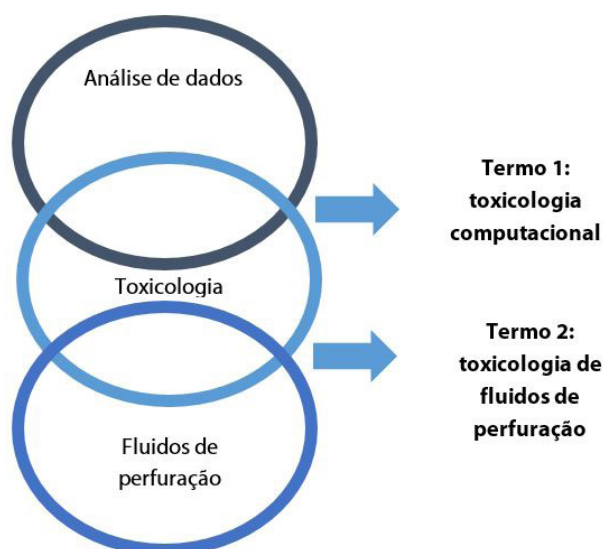 Análise de dados
Termo 1:
toxicologia
computacional
Toxicologia
Termo 2:
toxicologia de
fluidos de
perfuração
Fluidos de
perfuração